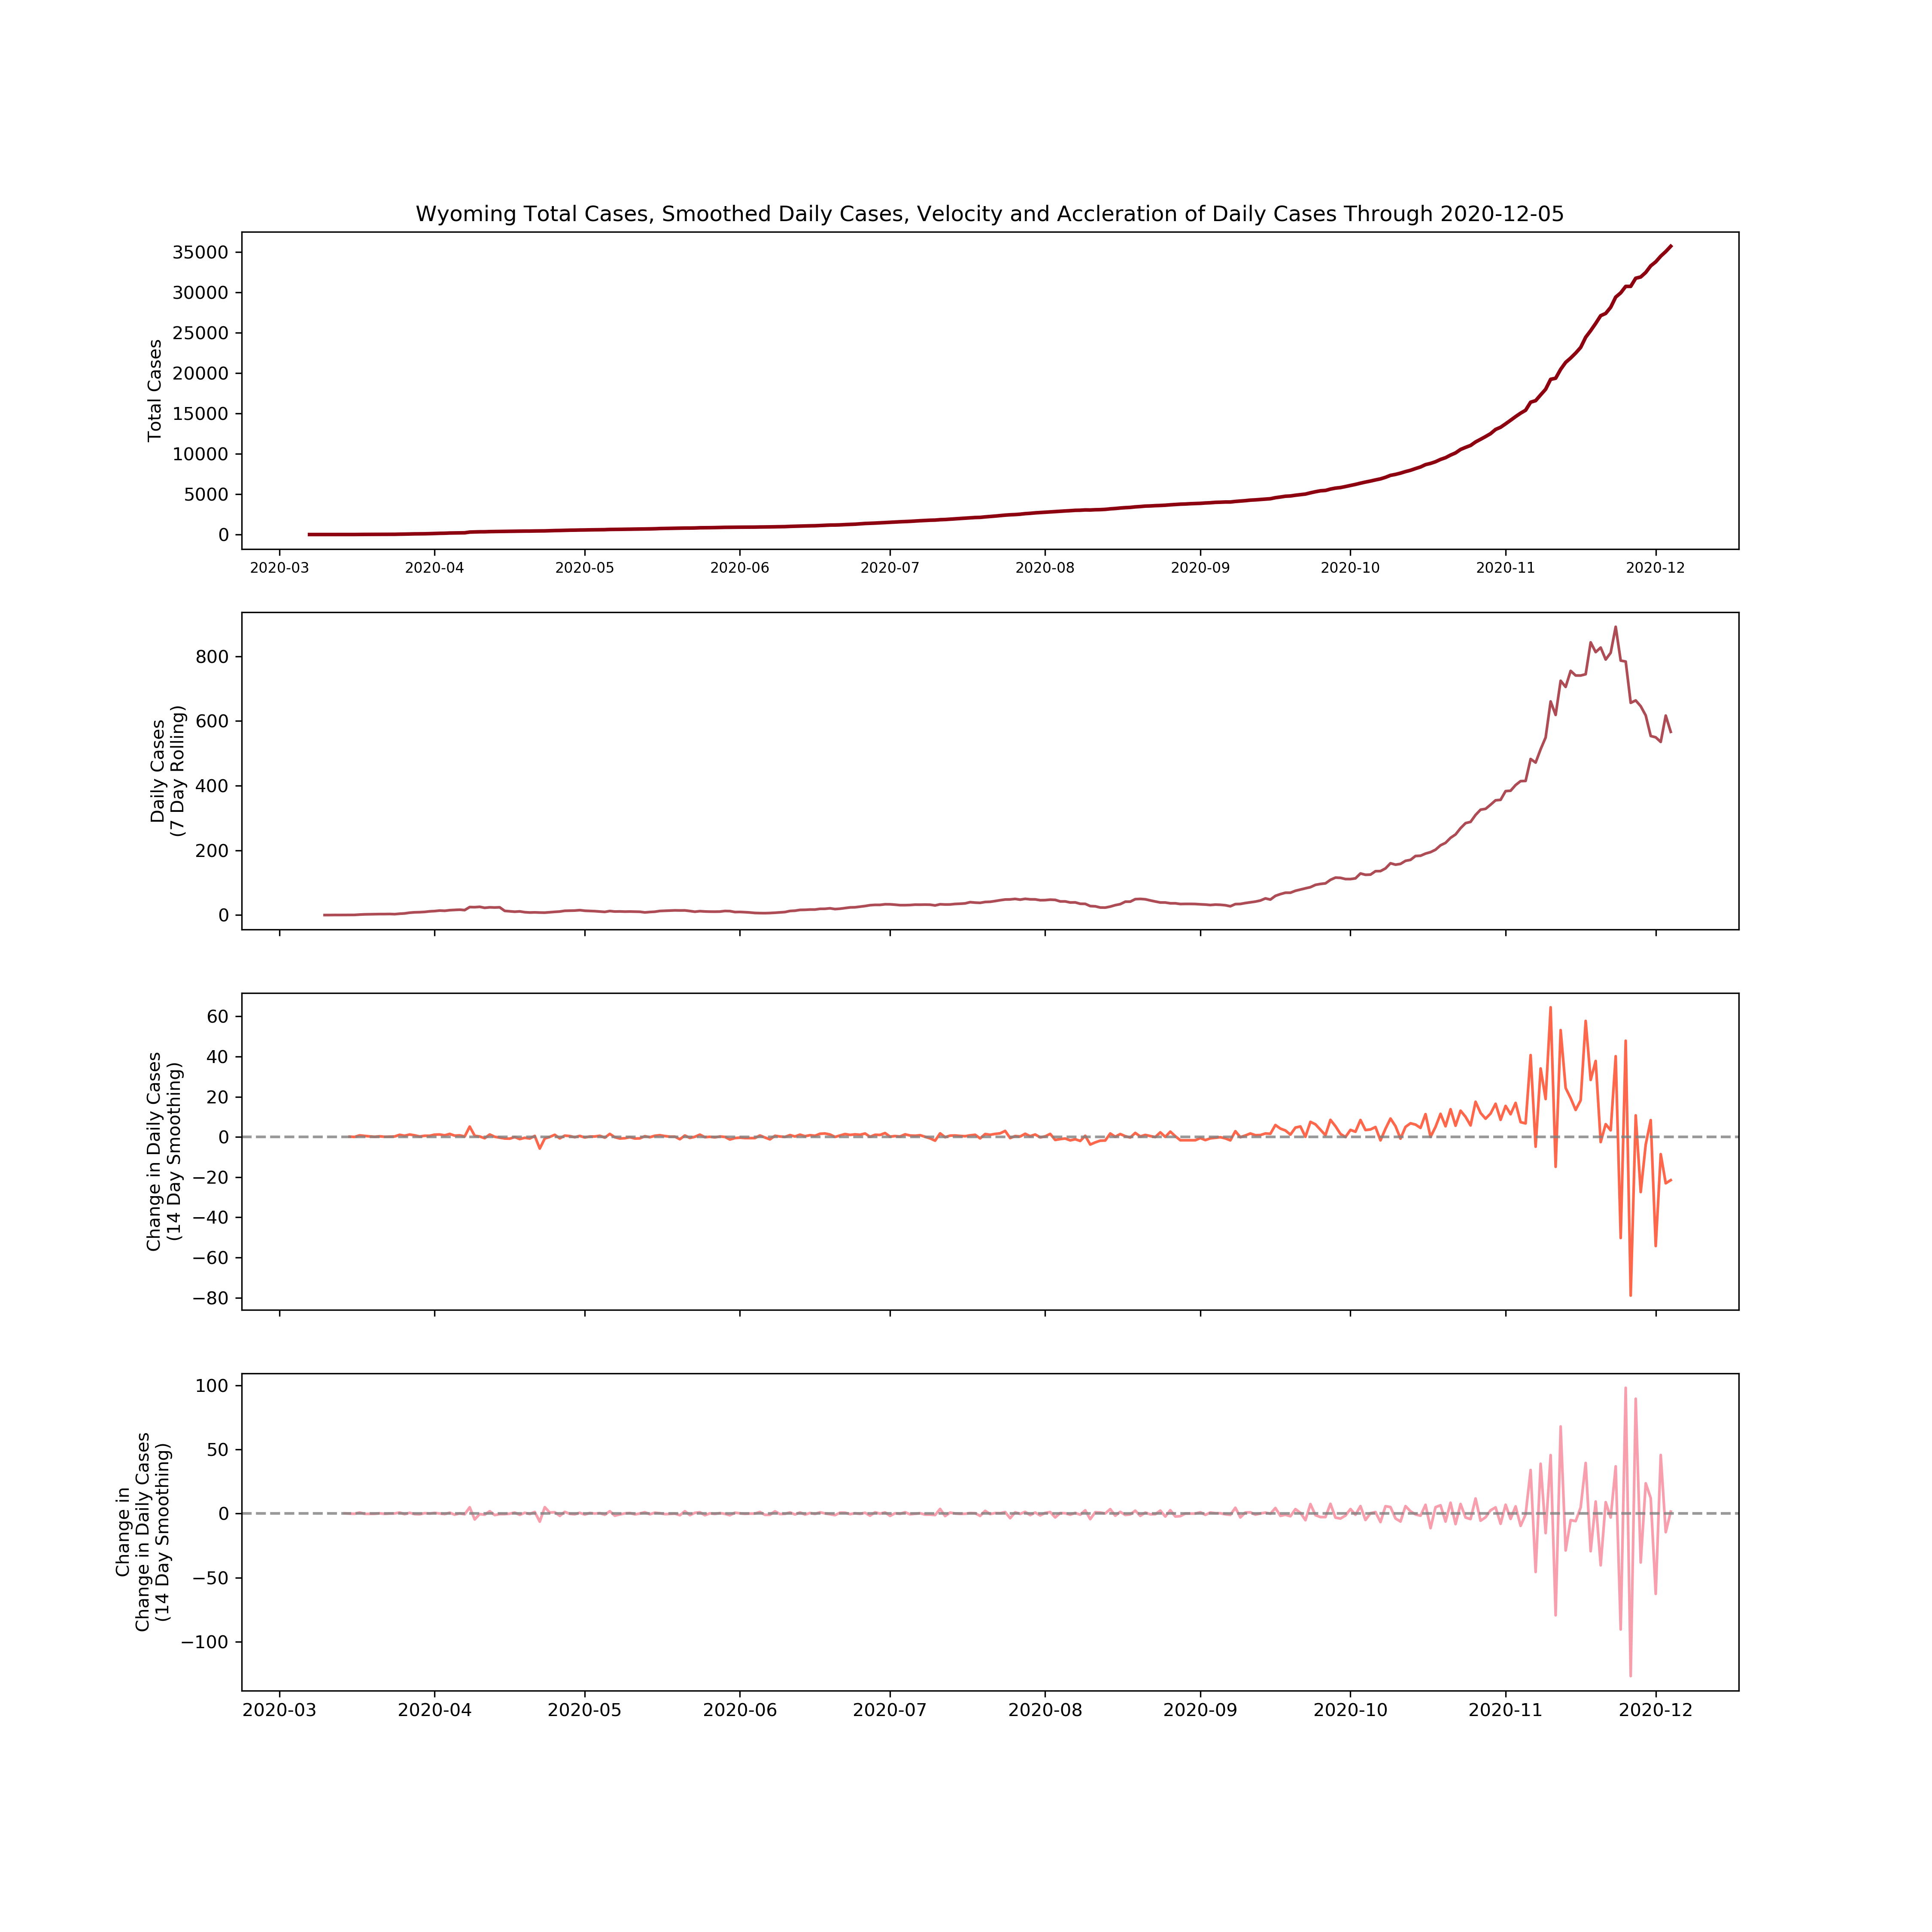 Wyoming Total Cases, Smoothed Daily Cases, Velocity and Accleration of Daily Cases Through 2020-12-05
35000
30000
25000
20000
15000
10000
5000
0
Total Cases
2020-03 2020-04 2020-05 2020-06 2020-07 2020-08 2020-09 2020-10 2020-11 2020-12
800
600
400
200
0
Daily Cases
(7 Day Rolling)
60
40
20
0
−20
−40
−60
−80
Change in Daily Cases
(14 Day Smoothing)
100
50
0
−50
−100
Change in
Change in Daily Cases
(14 Day Smoothing)
2020-03 2020-04 2020-05 2020-06 2020-07 2020-08 2020-09 2020-10 2020-11 2020-12